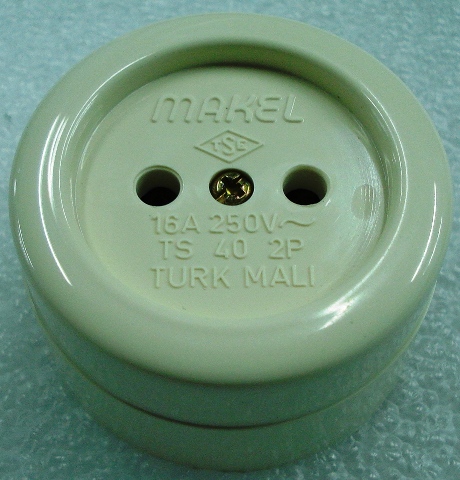 MAKEL
TSE
16A 250V~
TS 40 2P
TURK MALI